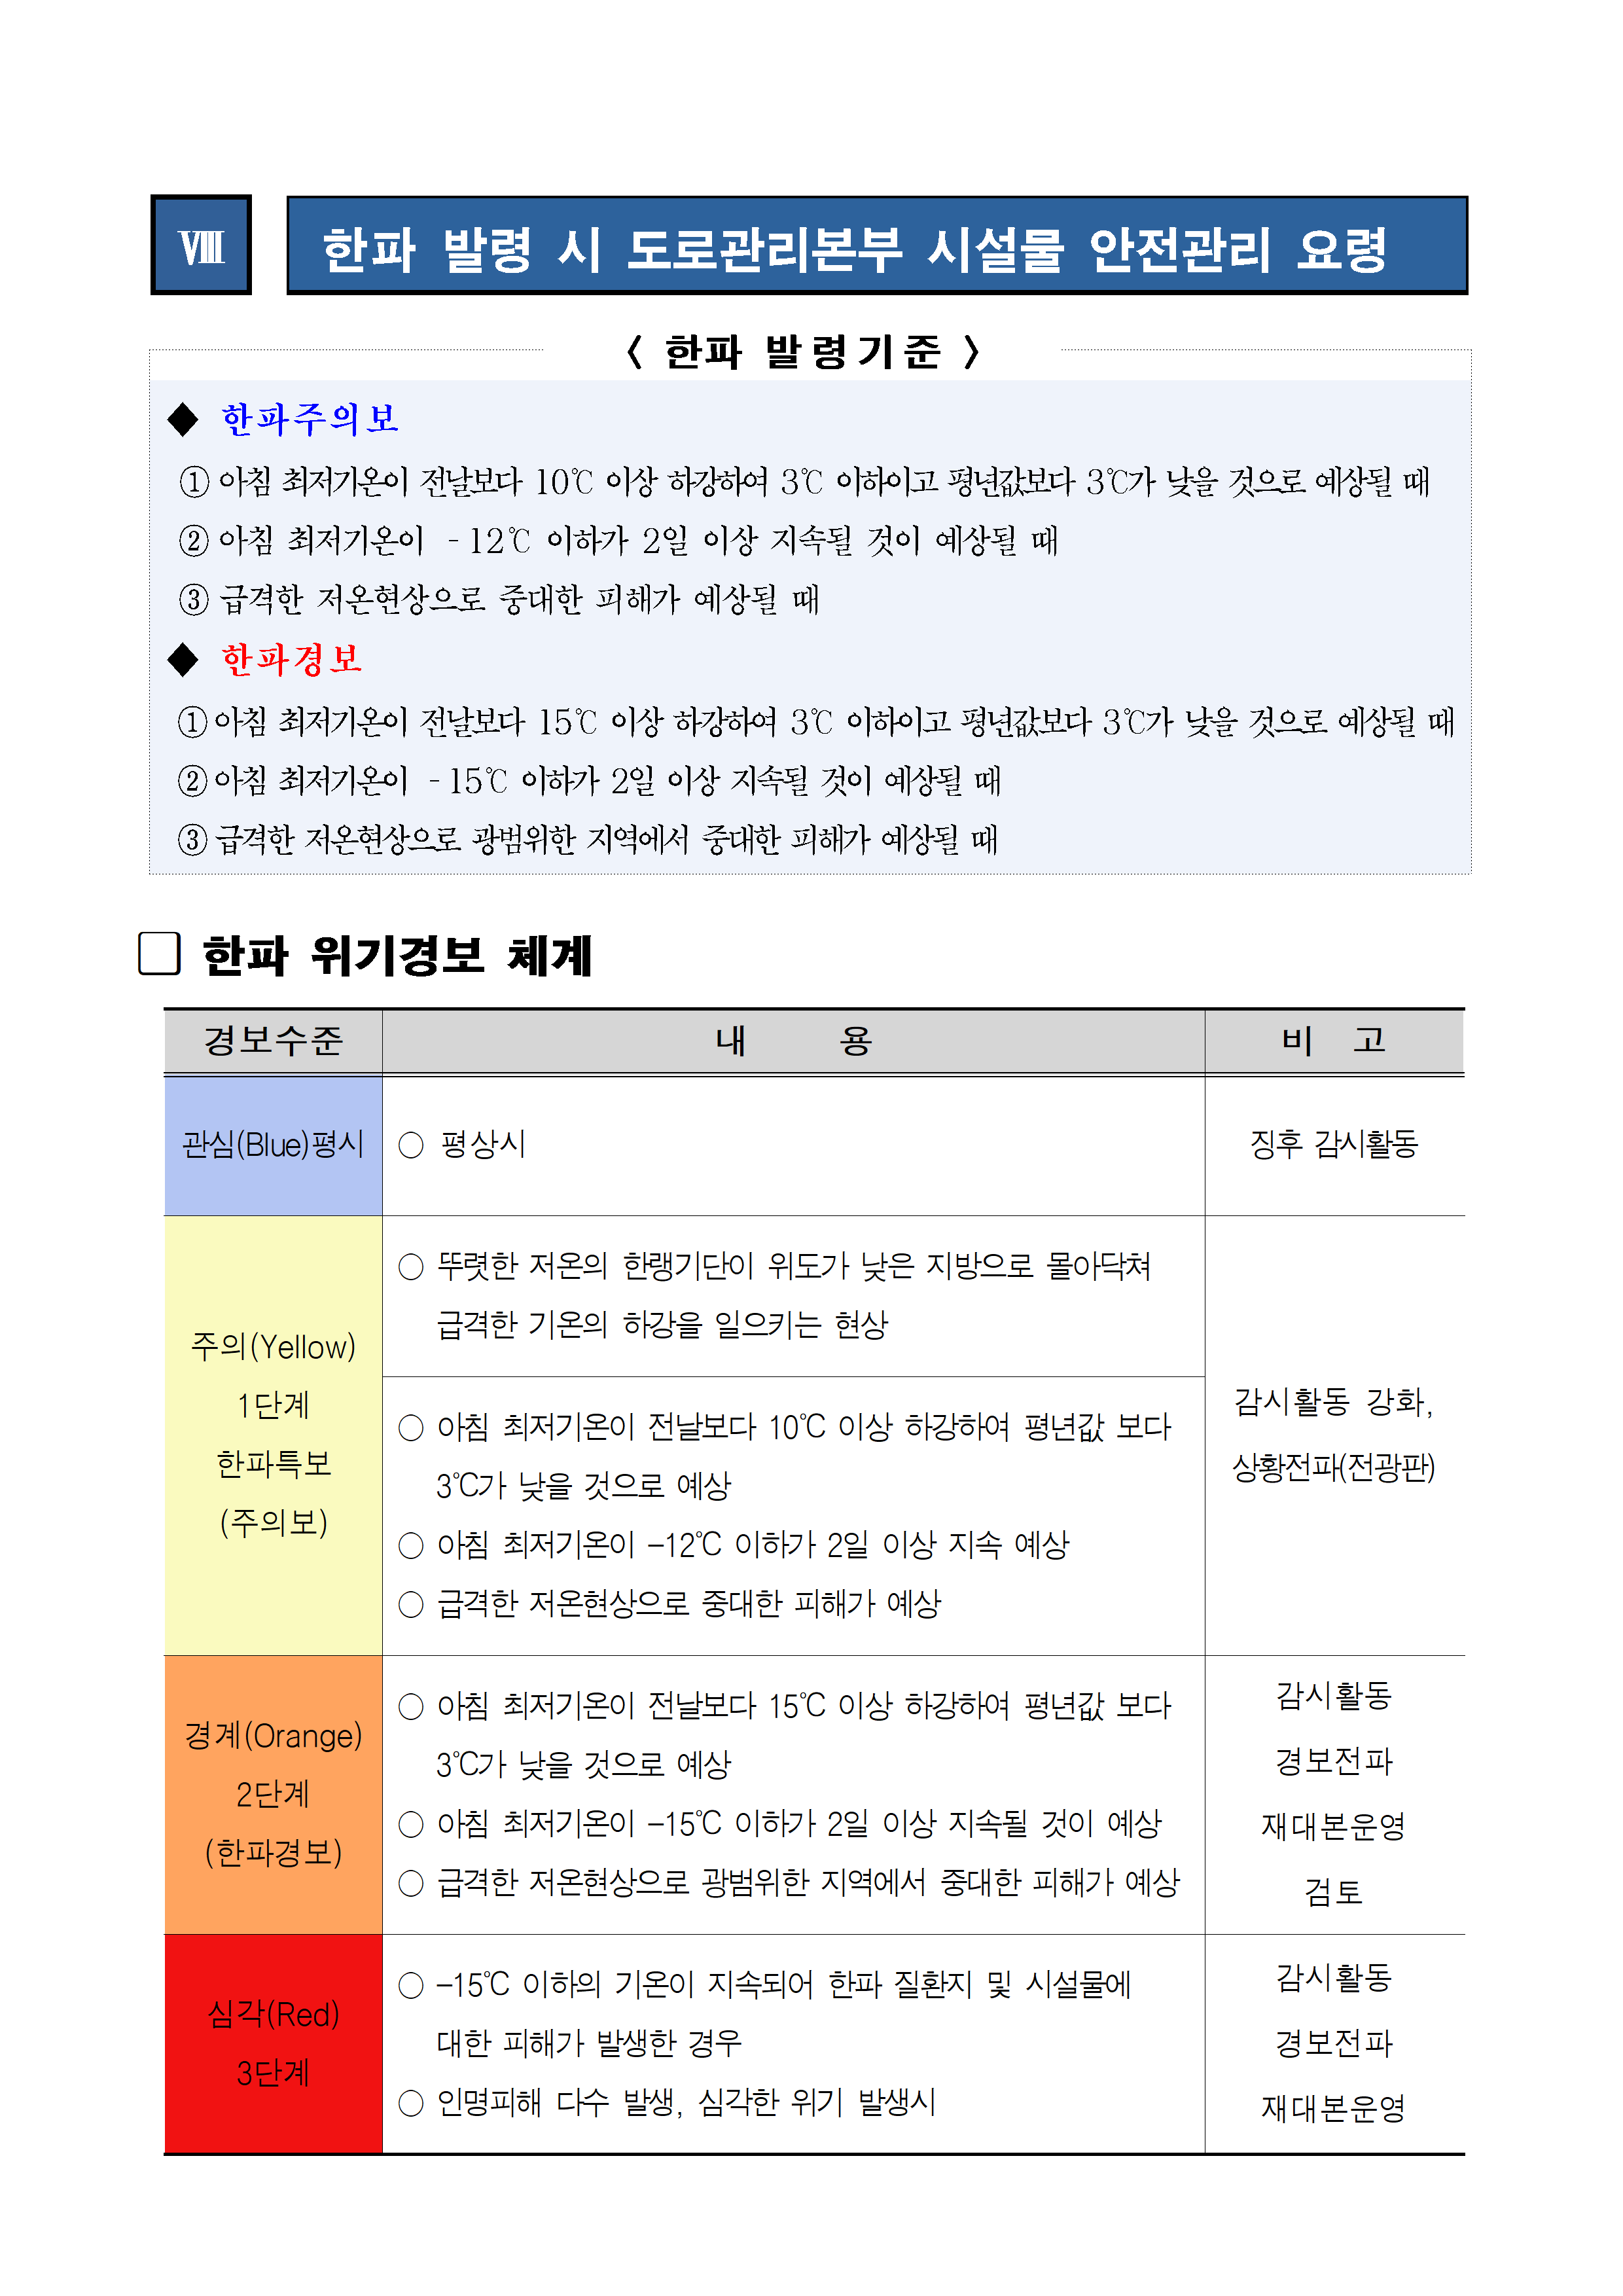 Ⅷ 한파 발령 시 도로관리본부 시설물 안전관리 요령
〈 한파 발령기준 〉
◆ 한파주의보
① 아침 최저기온이 전날보다 10℃ 이상 하강하여 3℃ 이하이고 평년값보다 3℃가 낮을 것으로 예상될 때
② 아침 최저기온이 -12℃ 이하가 2일 이상 지속될 것이 예상될 때
③ 급격한 저온현상으로 중대한 피해가 예상될 때
◆ 한파경보
① 아침 최저기온이 전날보다 15℃ 이상 하강하여 3℃ 이하이고 평년값보다 3℃가 낮을 것으로 예상될 때
② 아침 최저기온이 -15℃ 이하가 2일 이상 지속될 것이 예상될 때
③ 급격한 저온현상으로 광범위한 지역에서 중대한 피해가 예상될 때
□ 한파 위기경보 체계
경보수준 내 용 비 고
관심(Blue)평시 ○ 평상시 징후 감시활동
주의(Yellow)
1단계
한파특보
(주의보)
○ 뚜렷한 저온의 한랭기단이 위도가 낮은 지방으로 몰아닥쳐
급격한 기온의 하강을 일으키는 현상
○ 아침 최저기온이 전날보다 10℃ 이상 하강하여 평년값 보다
3℃가 낮을 것으로 예상
○ 아침 최저기온이 -12℃ 이하가 2일 이상 지속 예상
○ 급격한 저온현상으로 중대한 피해가 예상
감시활동 강화,
상황전파(전광판)
경계(Orange)
2단계
(한파경보)
○ 아침 최저기온이 전날보다 15℃ 이상 하강하여 평년값 보다
3℃가 낮을 것으로 예상
○ 아침 최저기온이 -15℃ 이하가 2일 이상 지속될 것이 예상
○ 급격한 저온현상으로 광범위한 지역에서 중대한 피해가 예상
감시활동
경보전파
재대본운영
검토
심각(Red)
3단계
○ -15℃ 이하의 기온이 지속되어 한파 질환지 및 시설물에
대한 피해가 발생한 경우
○ 인명피해 다수 발생, 심각한 위기 발생시
감시활동
경보전파
재대본운영